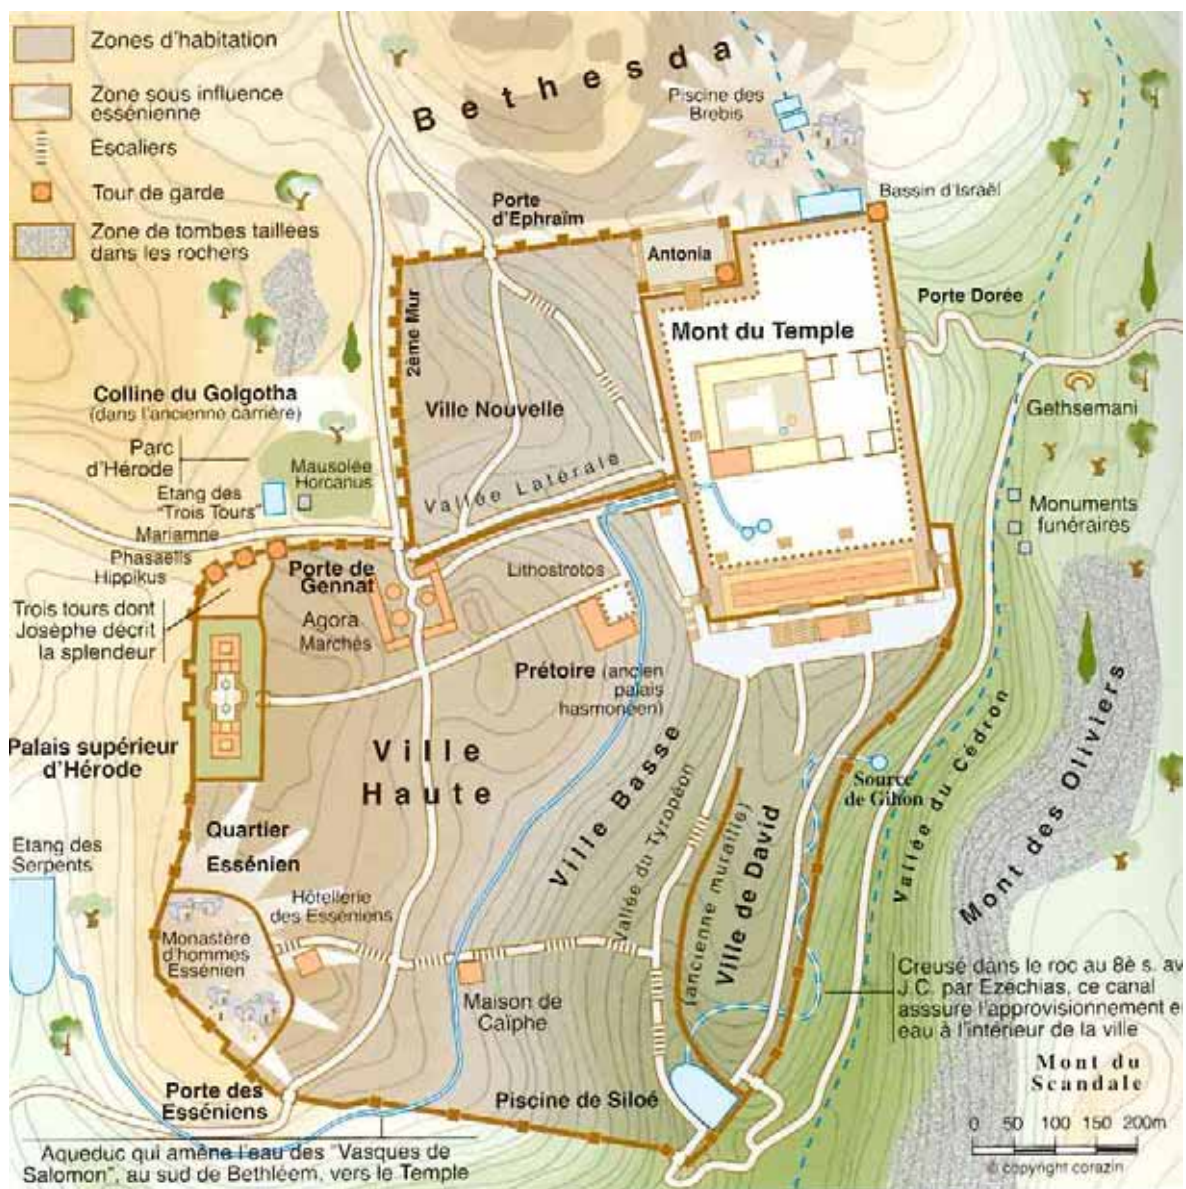 Zones d'habitation
Zone sous influence
essénienne
Escaliers
Tour de garde
Zone de tombes taillées
dans les rochers
Bethesda
Piscine des
Brebis
Bassin d'Israël
Porte
d'Ephraïm
Antonia
Porte Dorée
2ème Mur
Mont du Temple
Colline du Golgotha
(dans l'ancienne carrière)
Ville Nouvelle
Gethsemani
Parc
d'Hérode
Mausolée
Horcanus
Vallée Latérale
Etang des
"Trois Tours"
Monuments
funéraires
Mariamne
Phasaelis
Hippikus
Porte de
Gennat
Lithostrotos
Trois tours dont
Josèphe décrit
la splendeur
Agora
Marchés
Prétoire (ancien
palais
hasmonéen)
Palais supérieur
d'Hérode
Ville
Haute
Ville Basse
Vallée du Tyropéon
(ancienne muraille)
Ville de David
Source
de Gihon
Vallée du Cédron
Mont des Oliviers
Quartier
Essénien
Etang des
Serpents
Hôtellerie
des Esséniens
Monastère
d'hommes
Essénien
Maison de
Caïphe
Creusé dans le roc au 8è s. av
J.C. par Ezéchias, ce canal
asssure l'approvisionnement e
eau à l'intérieur de la ville
Mont du
Scandale
Porte des
Esséniens
Piscine de Siloé
0 50 100 150 200m
© copyright corazin
Aqueduc qui amène l'eau des "Vasques de
Salomon", au sud de Bethléem, vers le Temple